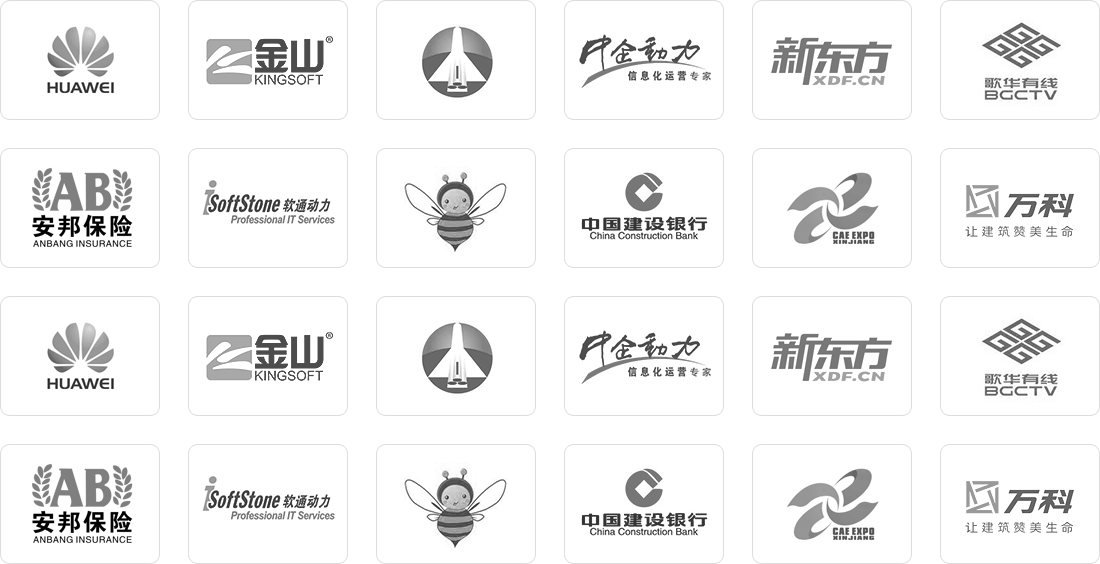 HUAWEI
金山®
KINGSOFT
中企动力
信息化运营专家
新东方
XDF.CN
歌华有线
BGCTV
AB
安邦保险
ANBANG INSURANCE
iSoftStone 软通动力
Professional IT Services
中国建设银行
China Construction Bank
CAE EXPO
XINJIANG
万科
让建筑赞美生命
HUAWEI
金山®
KINGSOFT
中企动力
信息化运营专家
新东方
XDF.CN
歌华有线
BGCTV
AB
安邦保险
ANBANG INSURANCE
iSoftStone 软通动力
Professional IT Services
中国建设银行
China Construction Bank
CAE EXPO
XINJIANG
万科
让建筑赞美生命